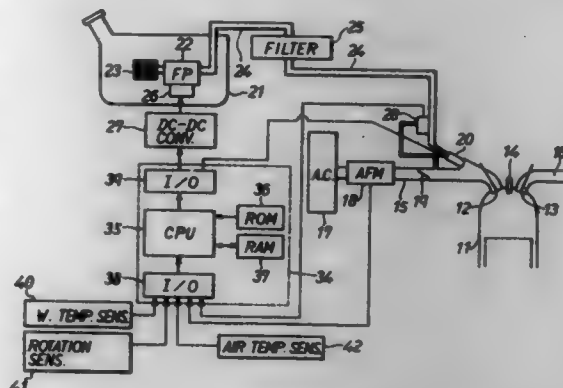 25
22
24
FILTER
23
FP
24
26
21
28
27
DC-DC
CONV.
20
14
A.C.
AFM
18
15
19
12
13
17
11
39
I/O
36
ROM
35
CPU
RAM
37
38
I/O
34
40
W. TEMP. SENS.
ROTATION
SENS.
AIR TEMP. SENS.
42
41